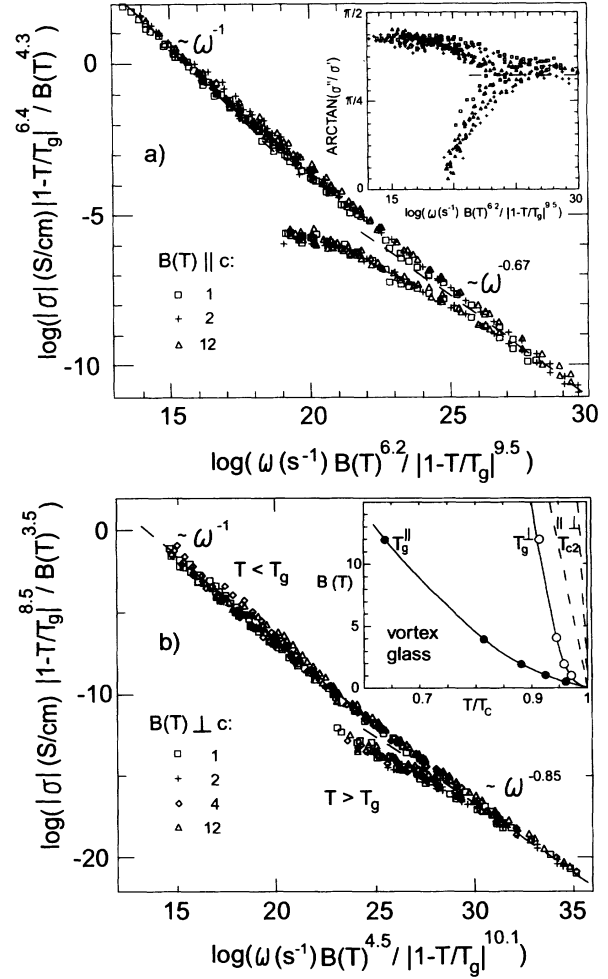 π/2
π/4
0
ARCTAN(σ''/σ')
15 30
log(ω(s⁻¹) B(T)^6.2/|1-T/Tg|^9.5)
0
-5
-10
log(|σ|(S/cm)|1-T/Tg|^6.4/B(T)^4.3)
~ω⁻¹
a)
~ω^-0.67
B(T) || c:
□ 1
+ 2
△ 12
15 20 25 30
log(ω(s⁻¹) B(T)^6.2/|1-T/Tg|^9.5)
0
-10
-20
log(|σ|(S/cm)|1-T/Tg|^8.5/B(T)^3.5)
~ω⁻¹
T < Tg
b)
10
5
0
B(T)
Tg^||
Tg^⊥
|| ⊥
Tc2
vortex
glass
0.7 0.9 1
T/Tc
B(T) ⊥ c:
□ 1
+ 2
◇ 4
△ 12
T > Tg
~ω^-0.85
15 20 25 30 35
log(ω(s⁻¹) B(T)^4.5/|1-T/Tg|^10.1)